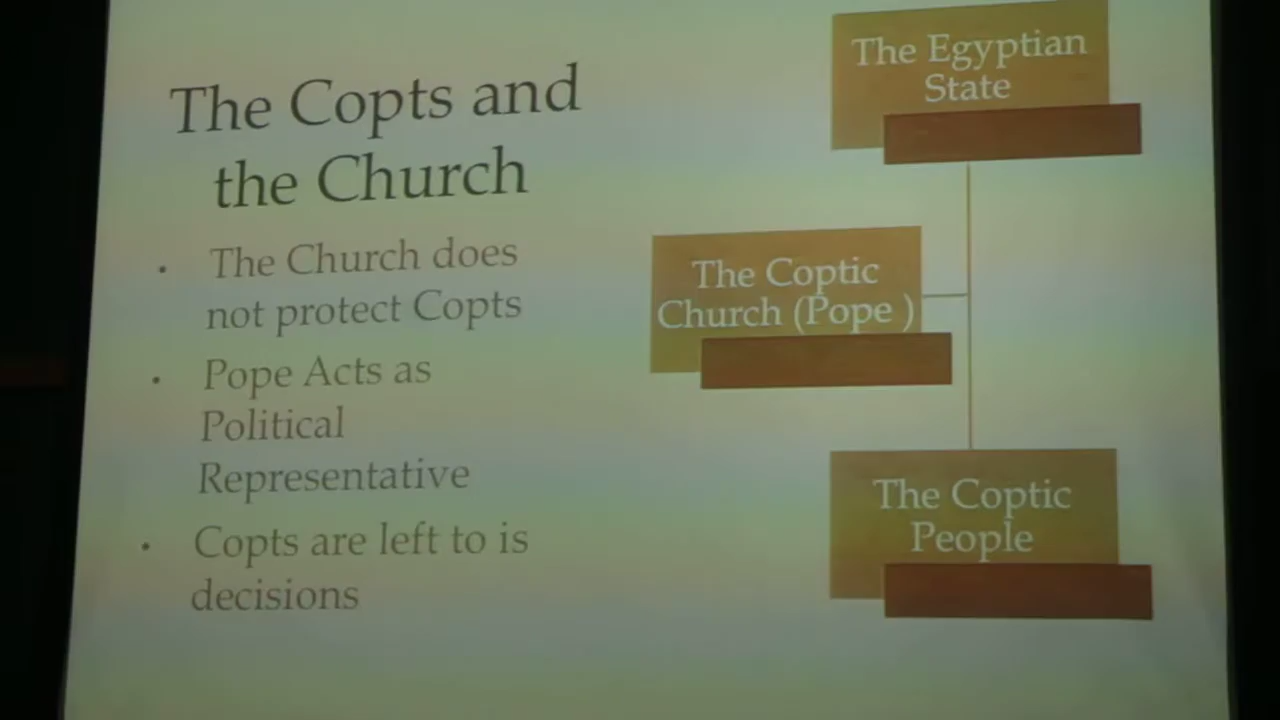 The Copts and
the Church
• The Church does
not protect Copts
• Pope Acts as
Political
Representative
• Copts are left to is
decisions
The Egyptian
State
The Coptic
Church (Pope )
The Coptic
People